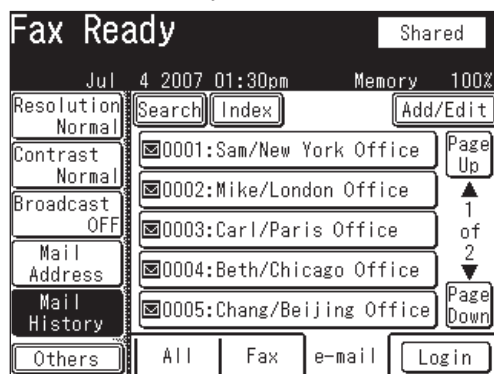 Fax Ready
Shared
Jul 4 2007 01:30pm Memory 100%
Resolution
Normal
Search Index Add/Edit
Contrast
Normal
Broadcast
OFF
Mail
Address
Mail
History
Others
0001:Sam/New York Office
0002:Mike/London Office
0003:Carl/Paris Office
0004:Beth/Chicago Office
0005:Chang/Beijing Office
Page
Up
1
of
2
Page
Down
All Fax e-mail Login